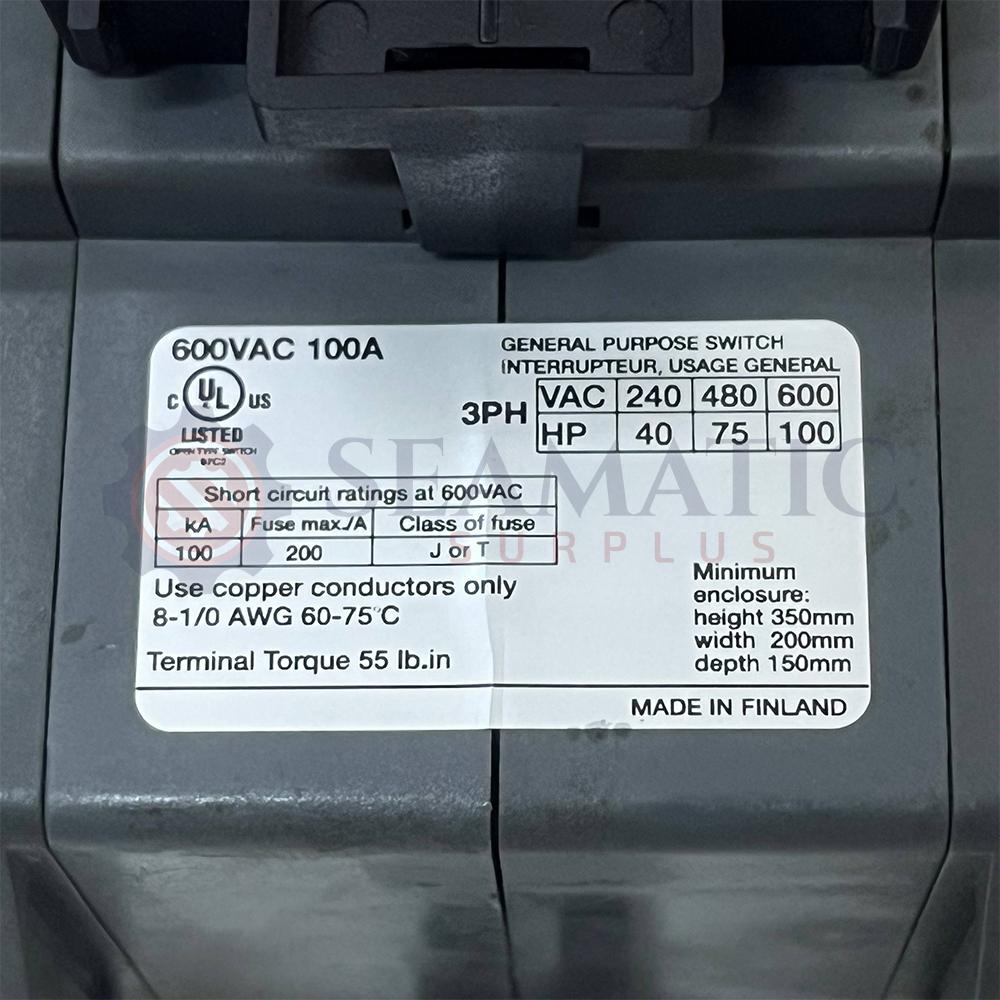 600VAC 100A
C UL US
LISTED
OPEN TYPE SWITCH
GENERAL PURPOSE SWITCH
INTERRUPTEUR, USAGE GENERAL
3PH
VAC 240 480 600
HP 40 75 100
Short circuit ratings at 600VAC
kA Fuse max./A Class of fuse
100 200 J or T
Use copper conductors only
8-1/0 AWG 60-75°C
Terminal Torque 55 lb.in
Minimum
enclosure:
height 350mm
width 200mm
depth 150mm
MADE IN FINLAND
SEAMATIC
SURPLUS